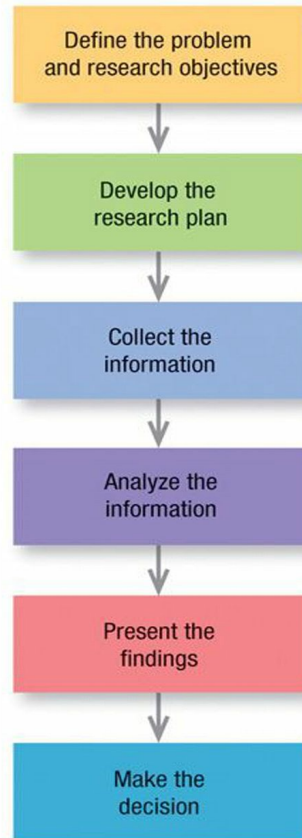 Define the problem
and research objectives
Develop the
research plan
Collect the
information
Analyze the
information
Present the
findings
Make the
decision